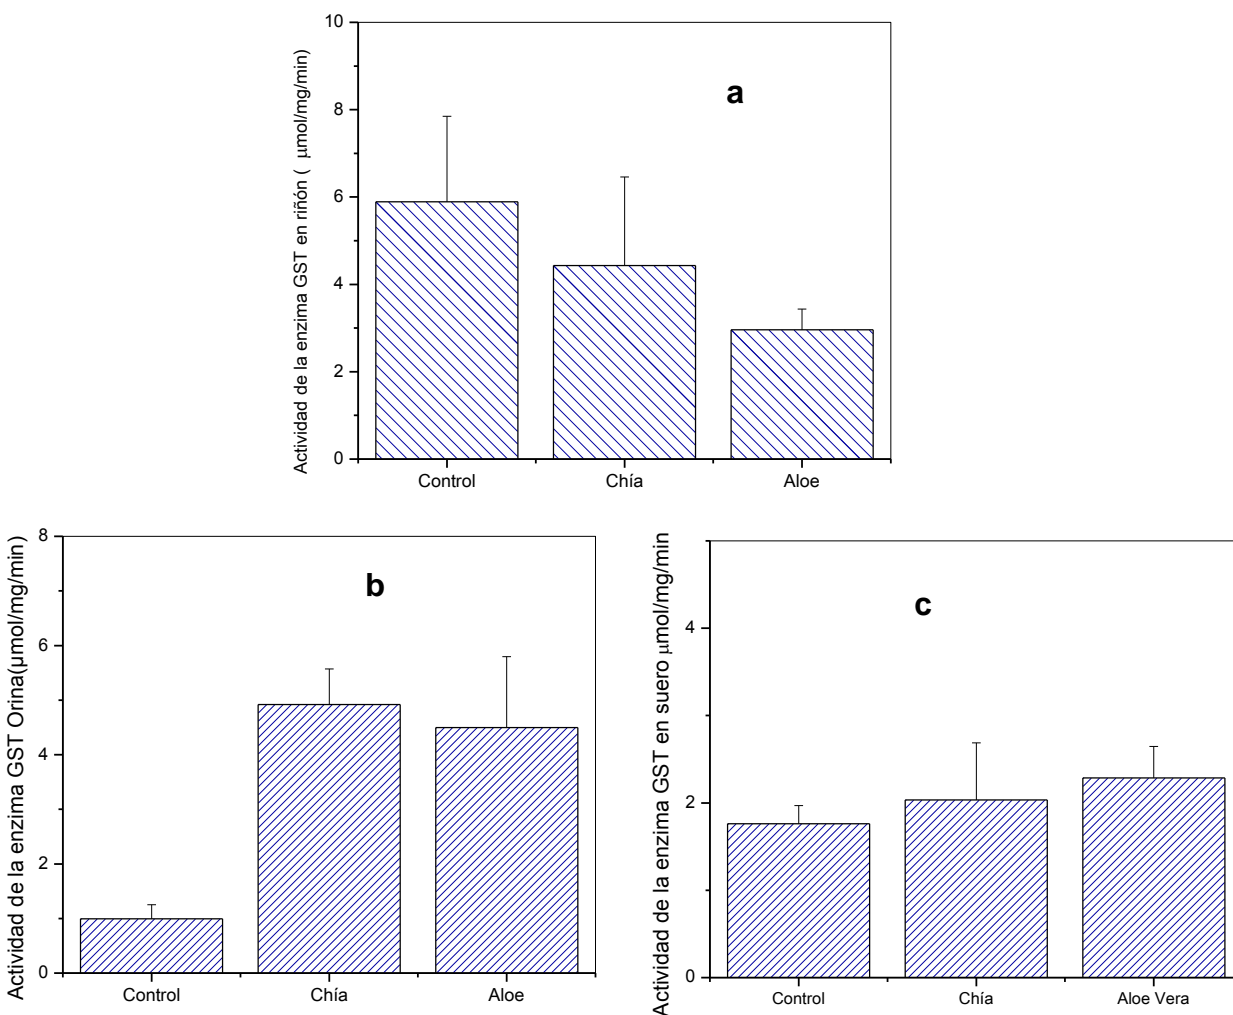 Actividad de la enzima GST en riñón ( μmol/mg/min)
10
8
6
4
2
0
a
Control Chía Aloe
Actividad de la enzima GST Orina(μmol/mg/min)
8
6
4
2
0
b
Control Chía Aloe
Actividad de la enzima GST en suero μmol/mg/min
4
2
0
c
Control Chía Aloe Vera